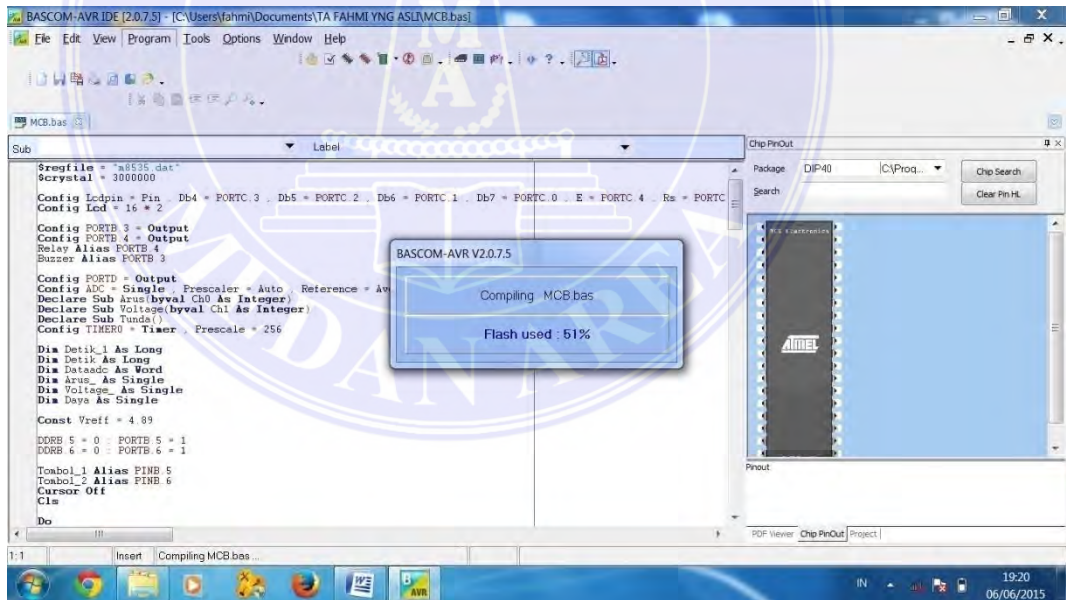 BASCOM-AVR IDE [2.0.7.5] - [C:\Users\fahmi\Documents\TA FAHMI YNG ASLI\MCB.bas]
File Edit View Program Tools Options Window Help
MCB.bas
Sub Label
$regfile = "m8535.dat"
$crystal = 3000000
Config Lcdpin = Pin , Db4 = PORTC.3 , Db5 = PORTC.2 , Db6 = PORTC.1 , Db7 = PORTC.0 , E = PORTC.4 , Rs = PORTC
Config Lcd = 16 * 2
Config PORTB.3 = Output
Config PORTB.4 = Output
Relay Alias PORTB.4
Buzzer Alias PORTB.3
Config PORTD = Output
Config ADC = Single , Prescaler = Auto , Reference = Av
Declare Sub Arus(byval Ch0 As Integer)
Declare Sub Voltage(byval Ch1 As Integer)
Declare Sub Tunda()
Config TIMER0 = Timer , Prescale = 256
Dim Detik_1 As Long
Dim Detik As Long
Dim Dataadc As Word
Dim Arus_ As Single
Dim Voltage_ As Single
Dim Daya As Single
Const Vreff = 4.89
DDRB.5 = 0 : PORTB.5 = 1
DDRB.6 = 0 : PORTB.6 = 1
Tombol_1 Alias PINB.5
Tombol_2 Alias PINB.6
Cursor Off
Cls
Do
BASCOM-AVR V2.0.7.5
Compiling MCB.bas
Flash used : 51%
Chip PinOut
Package DIP40 C:\Prog... Chip Search
Search Clear Pin HL
MCS Electronics
ATMEL
Pinout
PDF Viewer Chip PinOut Project
1:1 Insert Compiling MCB.bas ...
MEDAN AREA
IN 19:20
06/06/2015